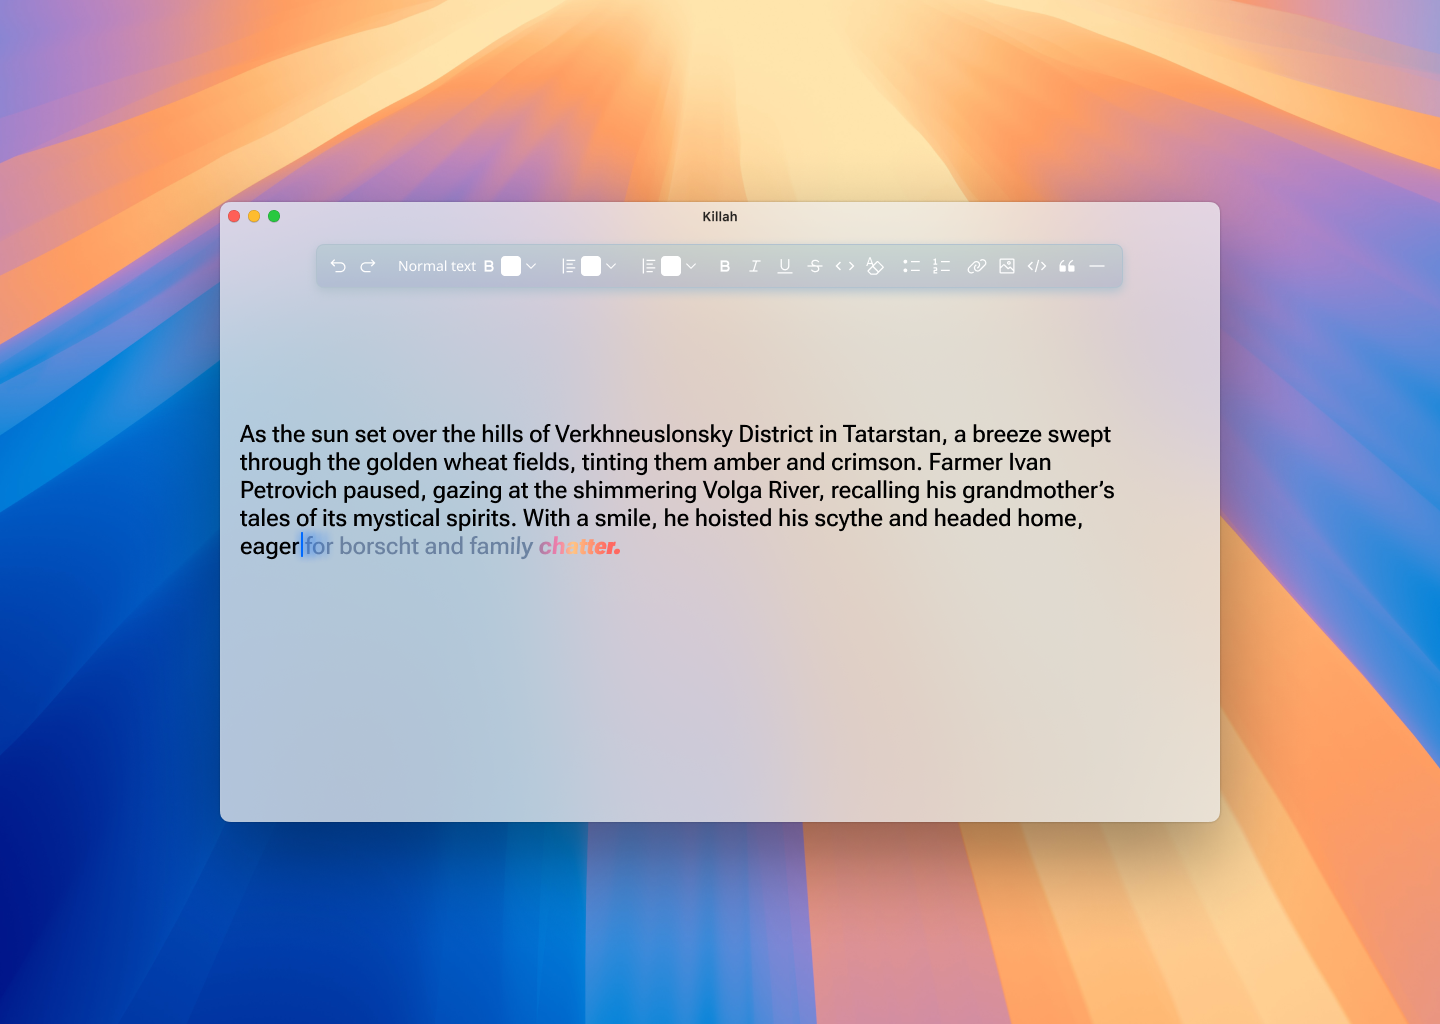 Killah
Normal text B
B I U S
As the sun set over the hills of Verkhneuslonsky District in Tatarstan, a breeze swept
through the golden wheat fields, tinting them amber and crimson. Farmer Ivan
Petrovich paused, gazing at the shimmering Volga River, recalling his grandmother’s
tales of its mystical spirits. With a smile, he hoisted his scythe and headed home,
eager for borscht and family chatter.